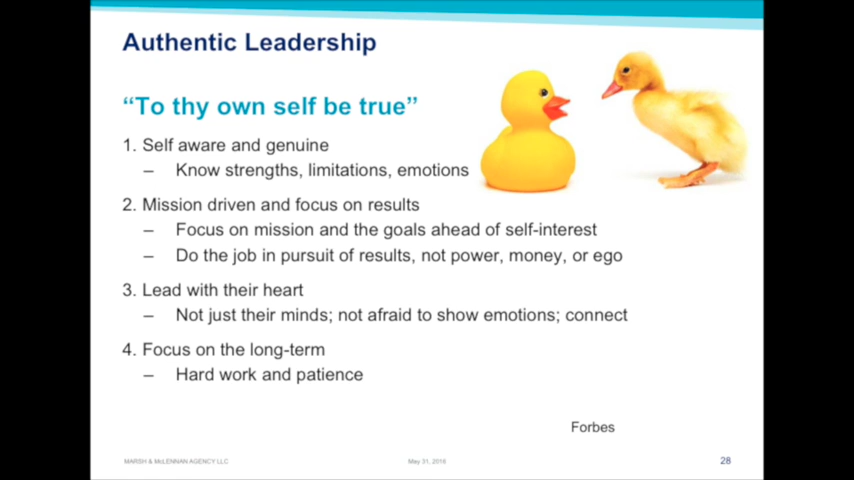 Authentic Leadership
“To thy own self be true”
1. Self aware and genuine
– Know strengths, limitations, emotions
2. Mission driven and focus on results
– Focus on mission and the goals ahead of self-interest
– Do the job in pursuit of results, not power, money, or ego
3. Lead with their heart
– Not just their minds; not afraid to show emotions; connect
4. Focus on the long-term
– Hard work and patience
Forbes
MARSH & McLENNAN AGENCY LLC
May 31, 2016
28